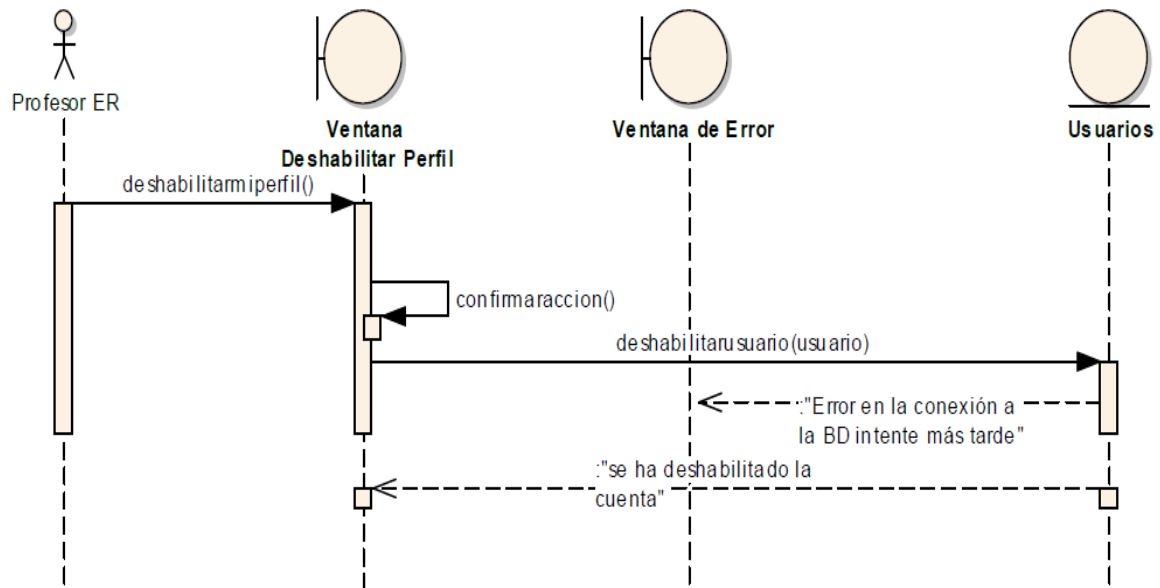 Profesor ER
Ventana
Deshabilitar Perfil
Ventana de Error
Usuarios
deshabilitarmiperfil()
confirmaraccion()
deshabilitarusuario(usuario)
:"Error en la conexión a
la BD intente más tarde"
:"se ha deshabilitado la
cuenta"